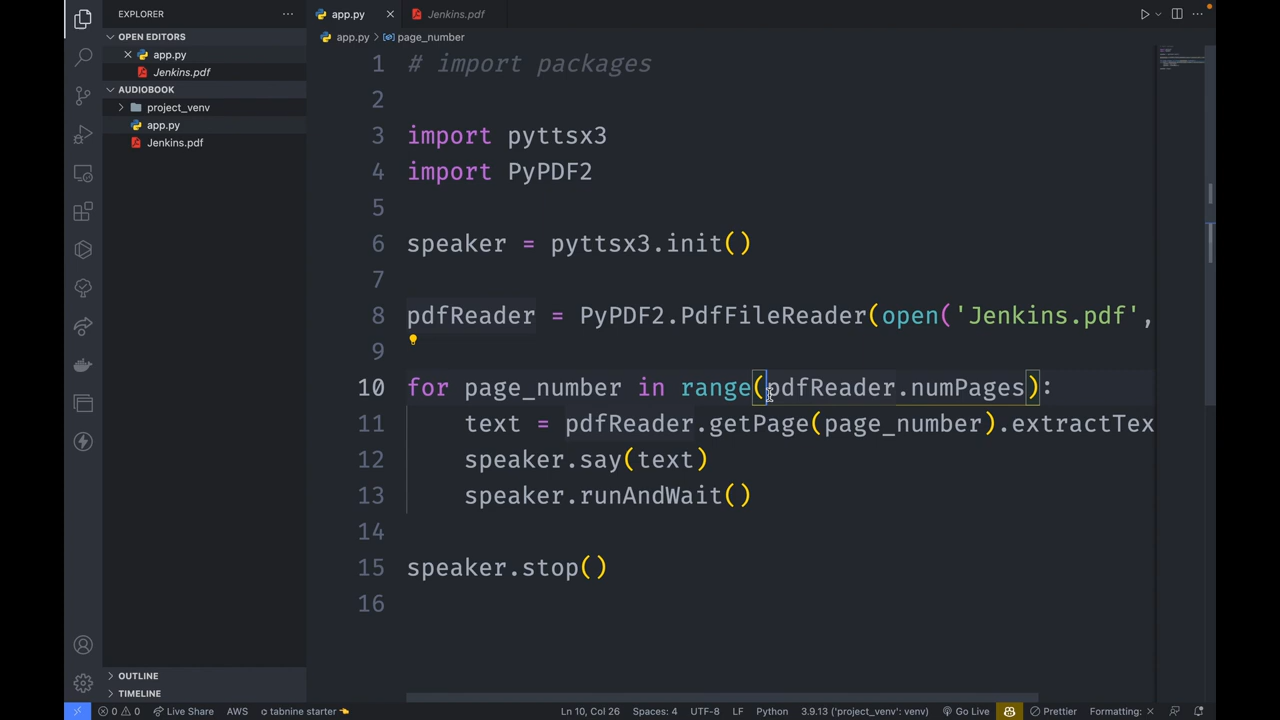 EXPLORER
OPEN EDITORS
app.py
Jenkins.pdf
AUDIOBOOK
project_venv
app.py
Jenkins.pdf
OUTLINE
TIMELINE
app.py
Jenkins.pdf
app.py > page_number
1 # import packages
2
3 import pyttsx3
4 import PyPDF2
5
6 speaker = pyttsx3.init()
7
8 pdfReader = PyPDF2.PdfFileReader(open('Jenkins.pdf',
9
10 for page_number in range(pdfReader.numPages):
11 text = pdfReader.getPage(page_number).extractTex
12 speaker.say(text)
13 speaker.runAndWait()
14
15 speaker.stop()
16
0 0 Live Share AWS tabnine starter Ln 10, Col 26 Spaces: 4 UTF-8 LF Python 3.9.13 ('project_venv': venv) Go Live Prettier Formatting: ×